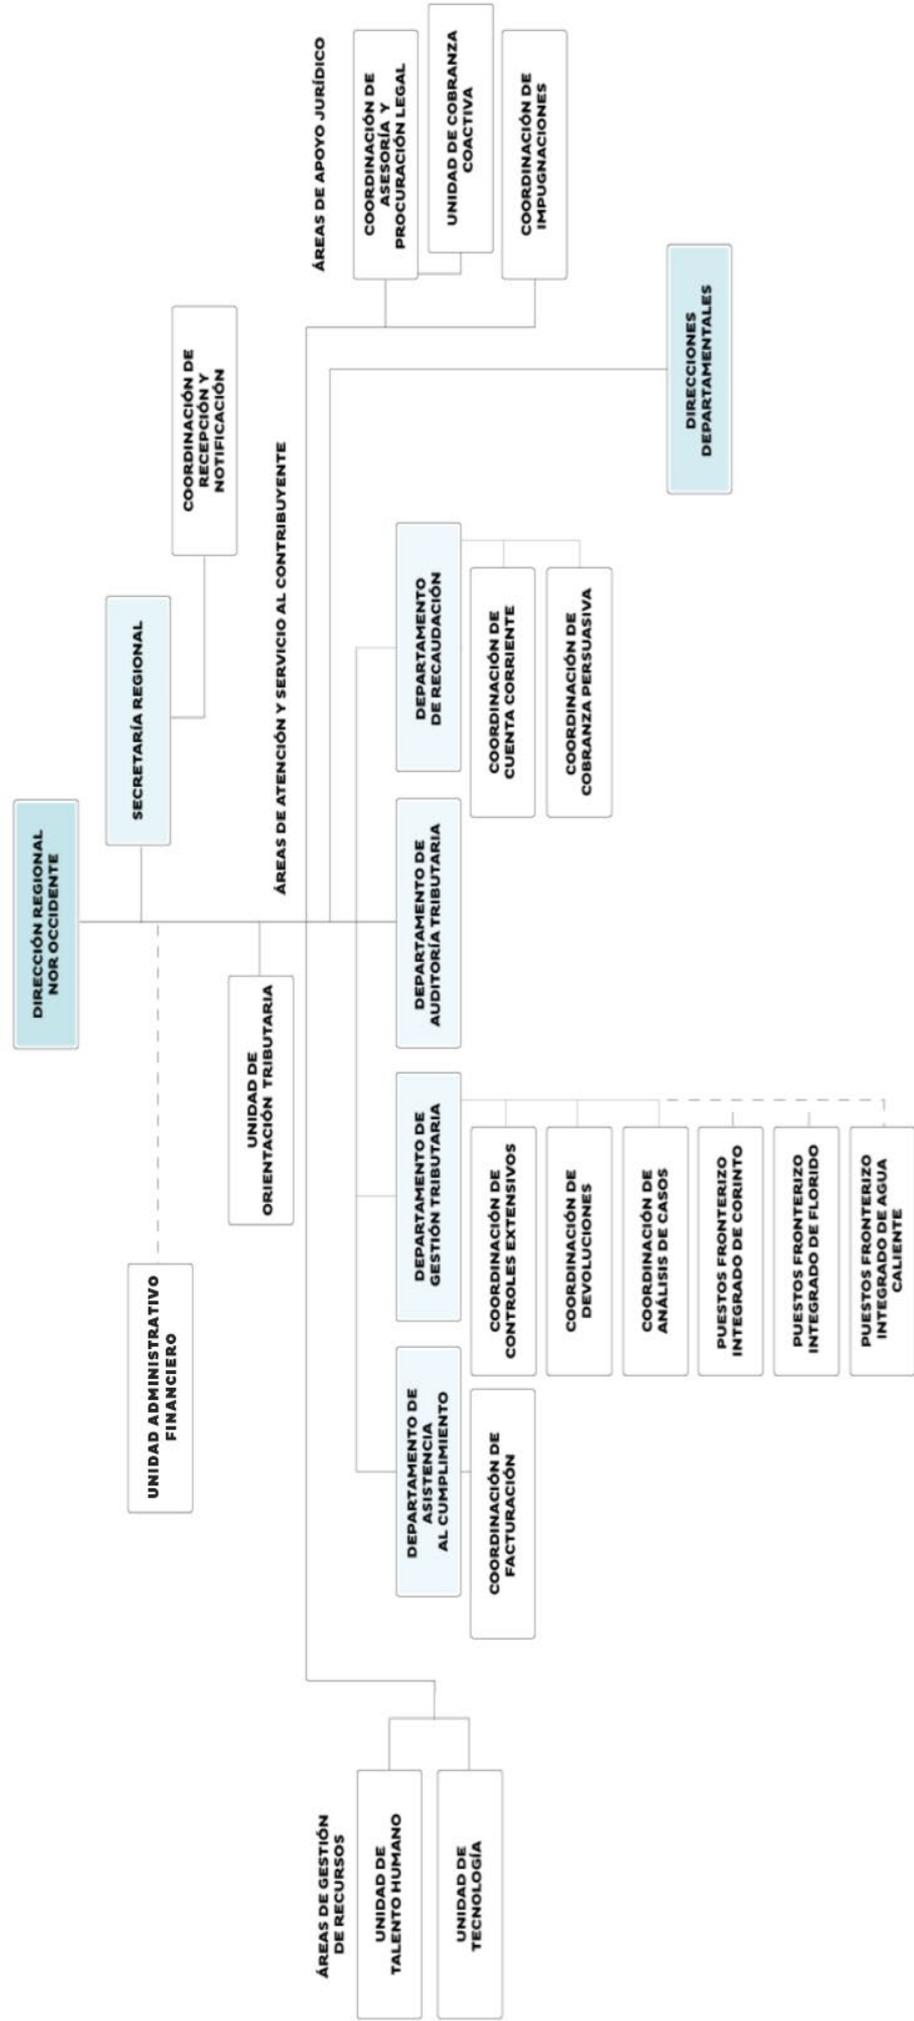 DIRECCIÓN REGIONAL
NOR OCCIDENTE
SECRETARÍA REGIONAL
COORDINACIÓN DE
RECEPCIÓN Y
NOTIFICACIÓN
UNIDAD ADMINISTRATIVO
FINANCIERO
UNIDAD DE
ORIENTACIÓN TRIBUTARIA
ÁREAS DE GESTIÓN
DE RECURSOS
UNIDAD DE
TALENTO HUMANO
UNIDAD DE
TECNOLOGÍA
ÁREAS DE ATENCIÓN Y SERVICIO AL CONTRIBUYENTE
DEPARTAMENTO DE
ASISTENCIA
AL CUMPLIMIENTO
COORDINACIÓN DE
FACTURACIÓN
DEPARTAMENTO DE
GESTIÓN TRIBUTARIA
COORDINACIÓN DE
CONTROLES EXTENSIVOS
COORDINACIÓN DE
DEVOLUCIONES
COORDINACIÓN DE
ANÁLISIS DE CASOS
PUESTOS FRONTERIZO
INTEGRADO DE CORINTO
PUESTOS FRONTERIZO
INTEGRADO DE FLORIDO
PUESTOS FRONTERIZO
INTEGRADO DE AGUA
CALIENTE
DEPARTAMENTO DE
AUDITORÍA TRIBUTARIA
DEPARTAMENTO
DE RECAUDACIÓN
COORDINACIÓN DE
CUENTA CORRIENTE
COORDINACIÓN DE
COBRANZA PERSUASIVA
ÁREAS DE APOYO JURÍDICO
COORDINACIÓN DE
ASESORÍA Y
PROCURACIÓN LEGAL
UNIDAD DE COBRANZA
COACTIVA
COORDINACIÓN DE
IMPUGNACIONES
DIRECCIONES
DEPARTAMENTALES